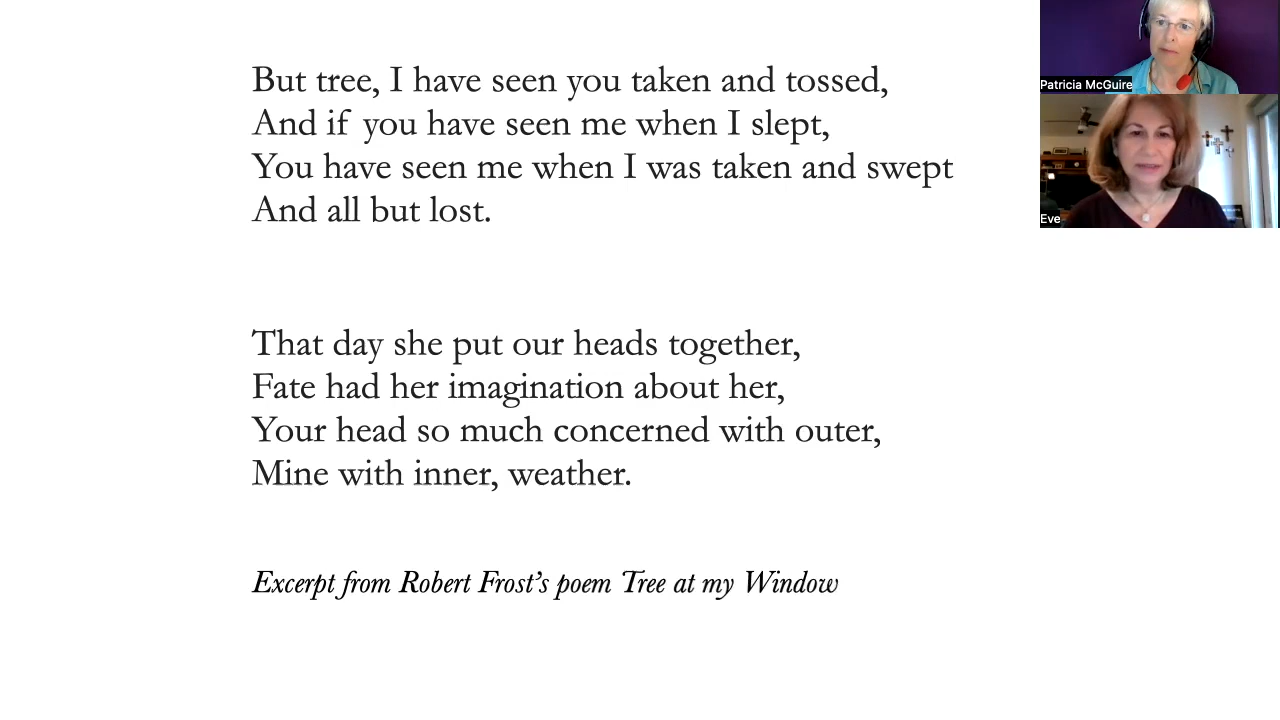 But tree, I have seen you taken and tossed,
And if you have seen me when I slept,
You have seen me when I was taken and swept
And all but lost.
That day she put our heads together,
Fate had her imagination about her,
Your head so much concerned with outer,
Mine with inner, weather.
Excerpt from Robert Frost’s poem Tree at my Window
Patricia McGuire
Eve